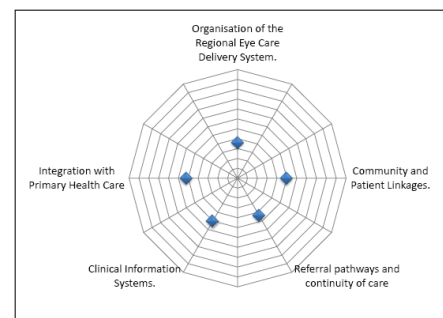 Organisation of the
Regional Eye Care
Delivery System.
Integration with
Primary Health Care
Community and
Patient Linkages.
Clinical Information
Systems.
Referral pathways and
continuity of care